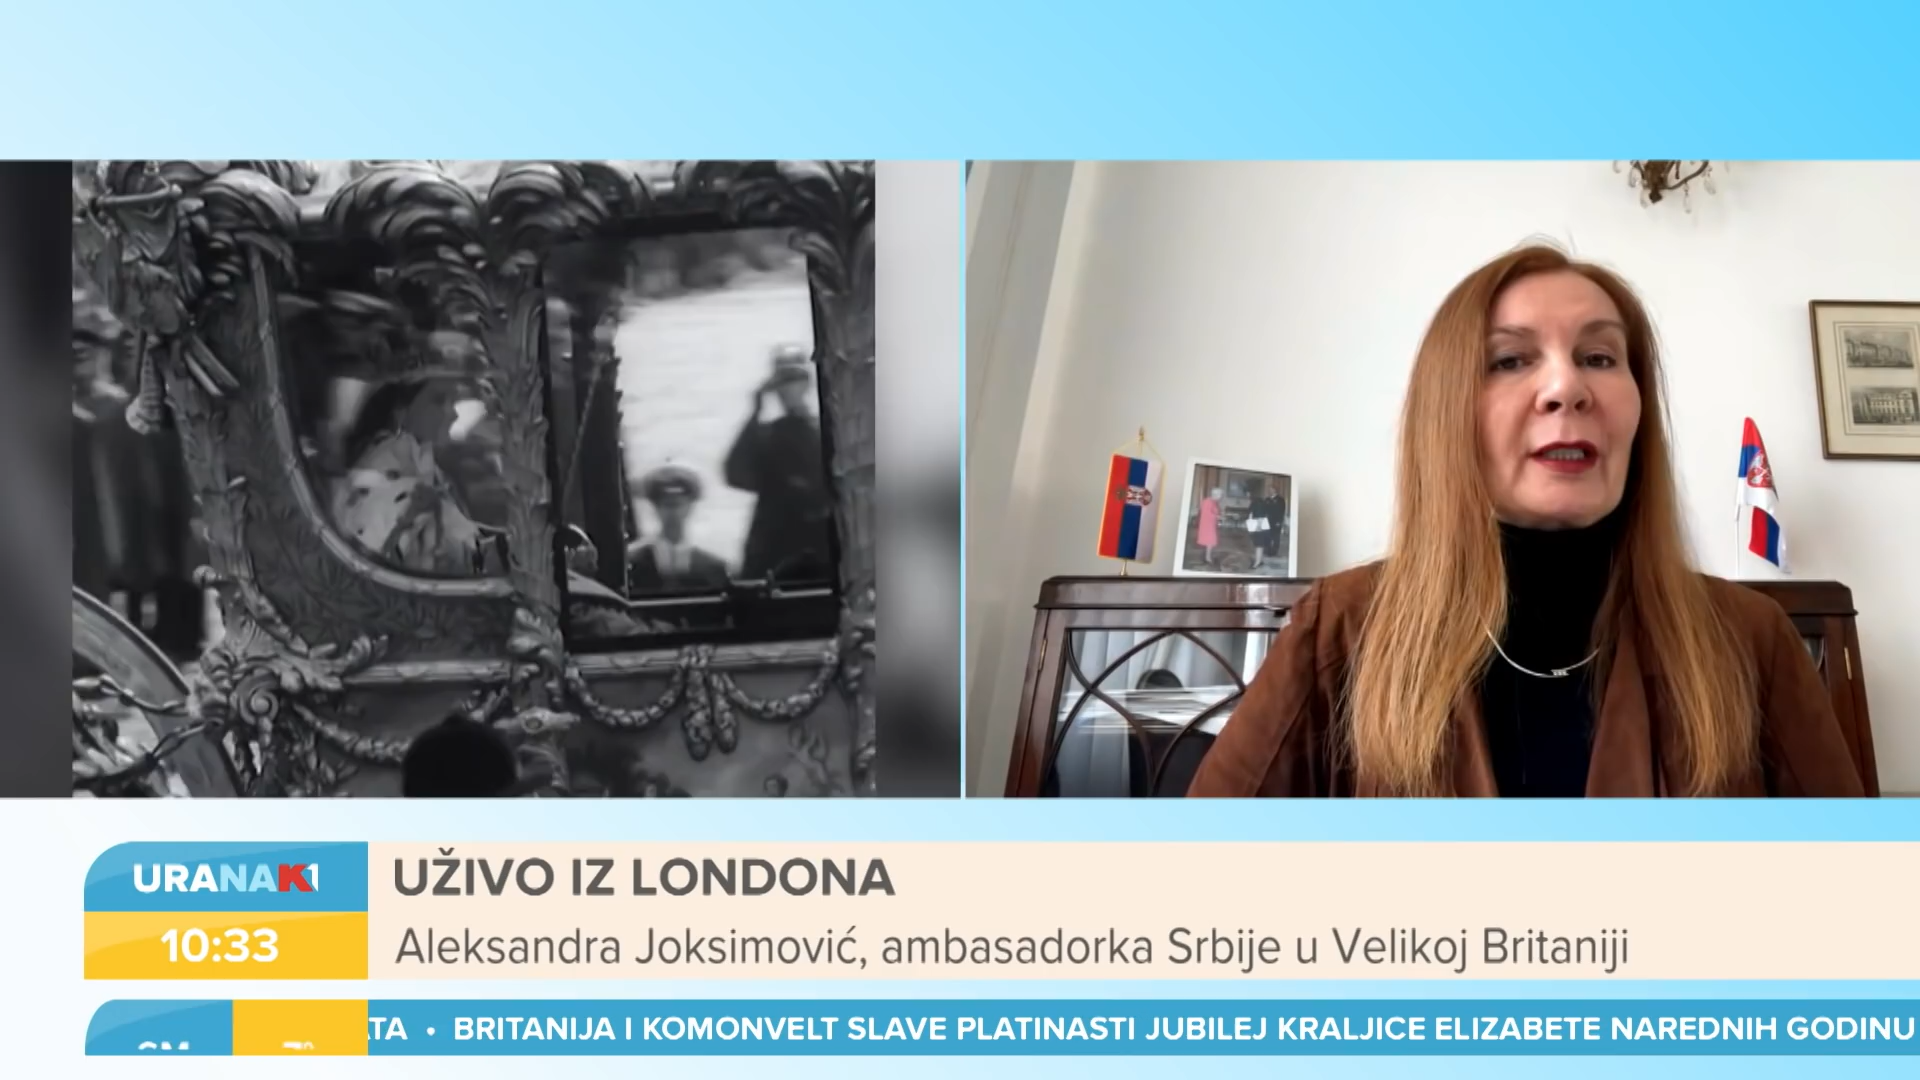 URANAK1
UŽIVO IZ LONDONA
10:33
Aleksandra Joksimović, ambasadorka Srbije u Velikoj Britaniji
ATA • BRITANIJA I KOMONVELT SLAVE PLATINASTI JUBILEJ KRALJICE ELIZABETE NAREDNIH GODINU